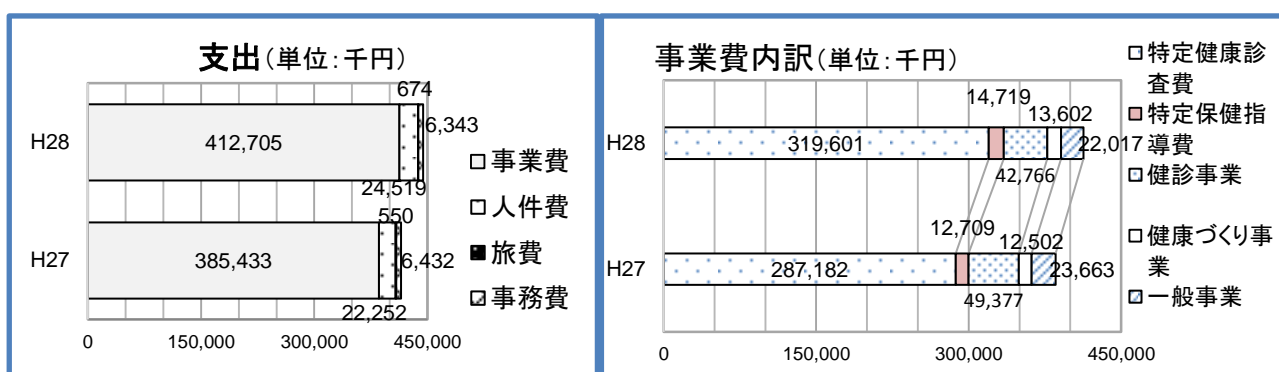 支出(単位:千円)
674
H28
412,705
6,343
24,519
550
H27
385,433
6,432
22,252
0
150,000
300,000
450,000
事業費
人件費
旅費
事務費
事業費内訳(単位:千円)
14,719
13,602
H28
319,601
22,017
42,766
12,709
12,502
H27
287,182
23,663
49,377
0
150,000
300,000
450,000
特定健康診
査費
特定保健指
導費
健診事業
健康づくり事
業
一般事業